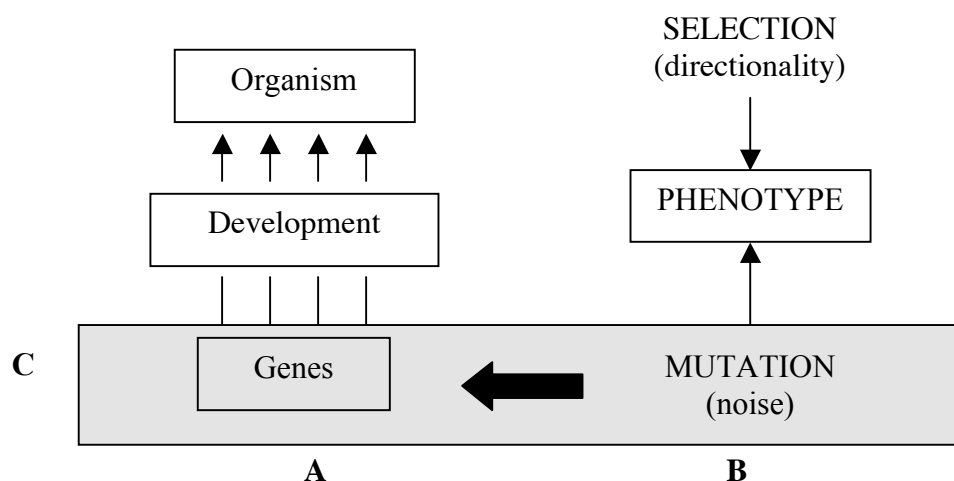 SELECTION
(directionality)
Organism
PHENOTYPE
Development
C
Genes
MUTATION
(noise)
A
B